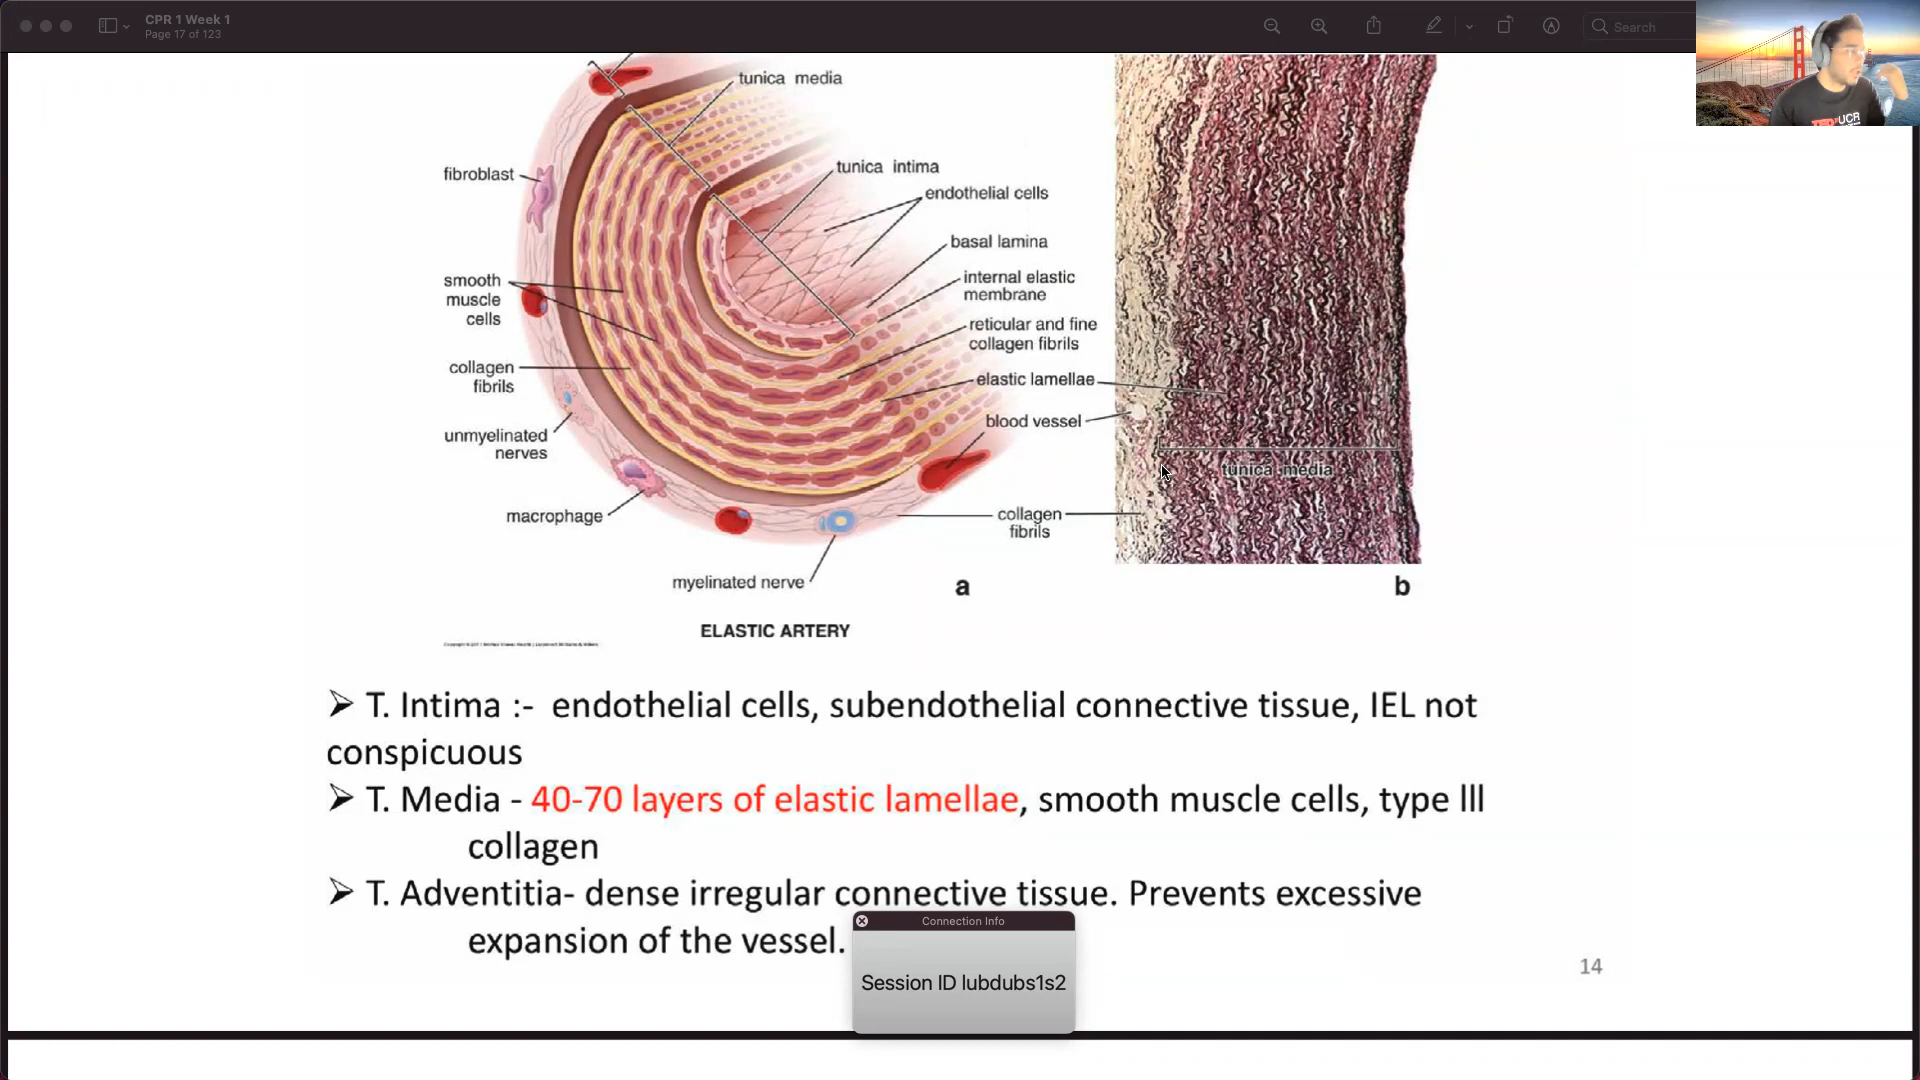 CPR 1 Week 1
Page 17 of 123
Search
tunica media
tunica intima
fibroblast
endothelial cells
basal lamina
smooth
muscle
cells
internal elastic
membrane
reticular and fine
collagen fibrils
collagen
fibrils
elastic lamellae
blood vessel
unmyelinated
nerves
tunica media
macrophage
collagen
fibrils
myelinated nerve
a
b
ELASTIC ARTERY
➢ T. Intima :- endothelial cells, subendothelial connective tissue, IEL not
conspicuous
➢ T. Media - 40-70 layers of elastic lamellae, smooth muscle cells, type lll
collagen
➢ T. Adventitia- dense irregular connective tissue. Prevents excessive
expansion of the vessel.
14
Connection Info
Session ID lubdubs1s2
UCR